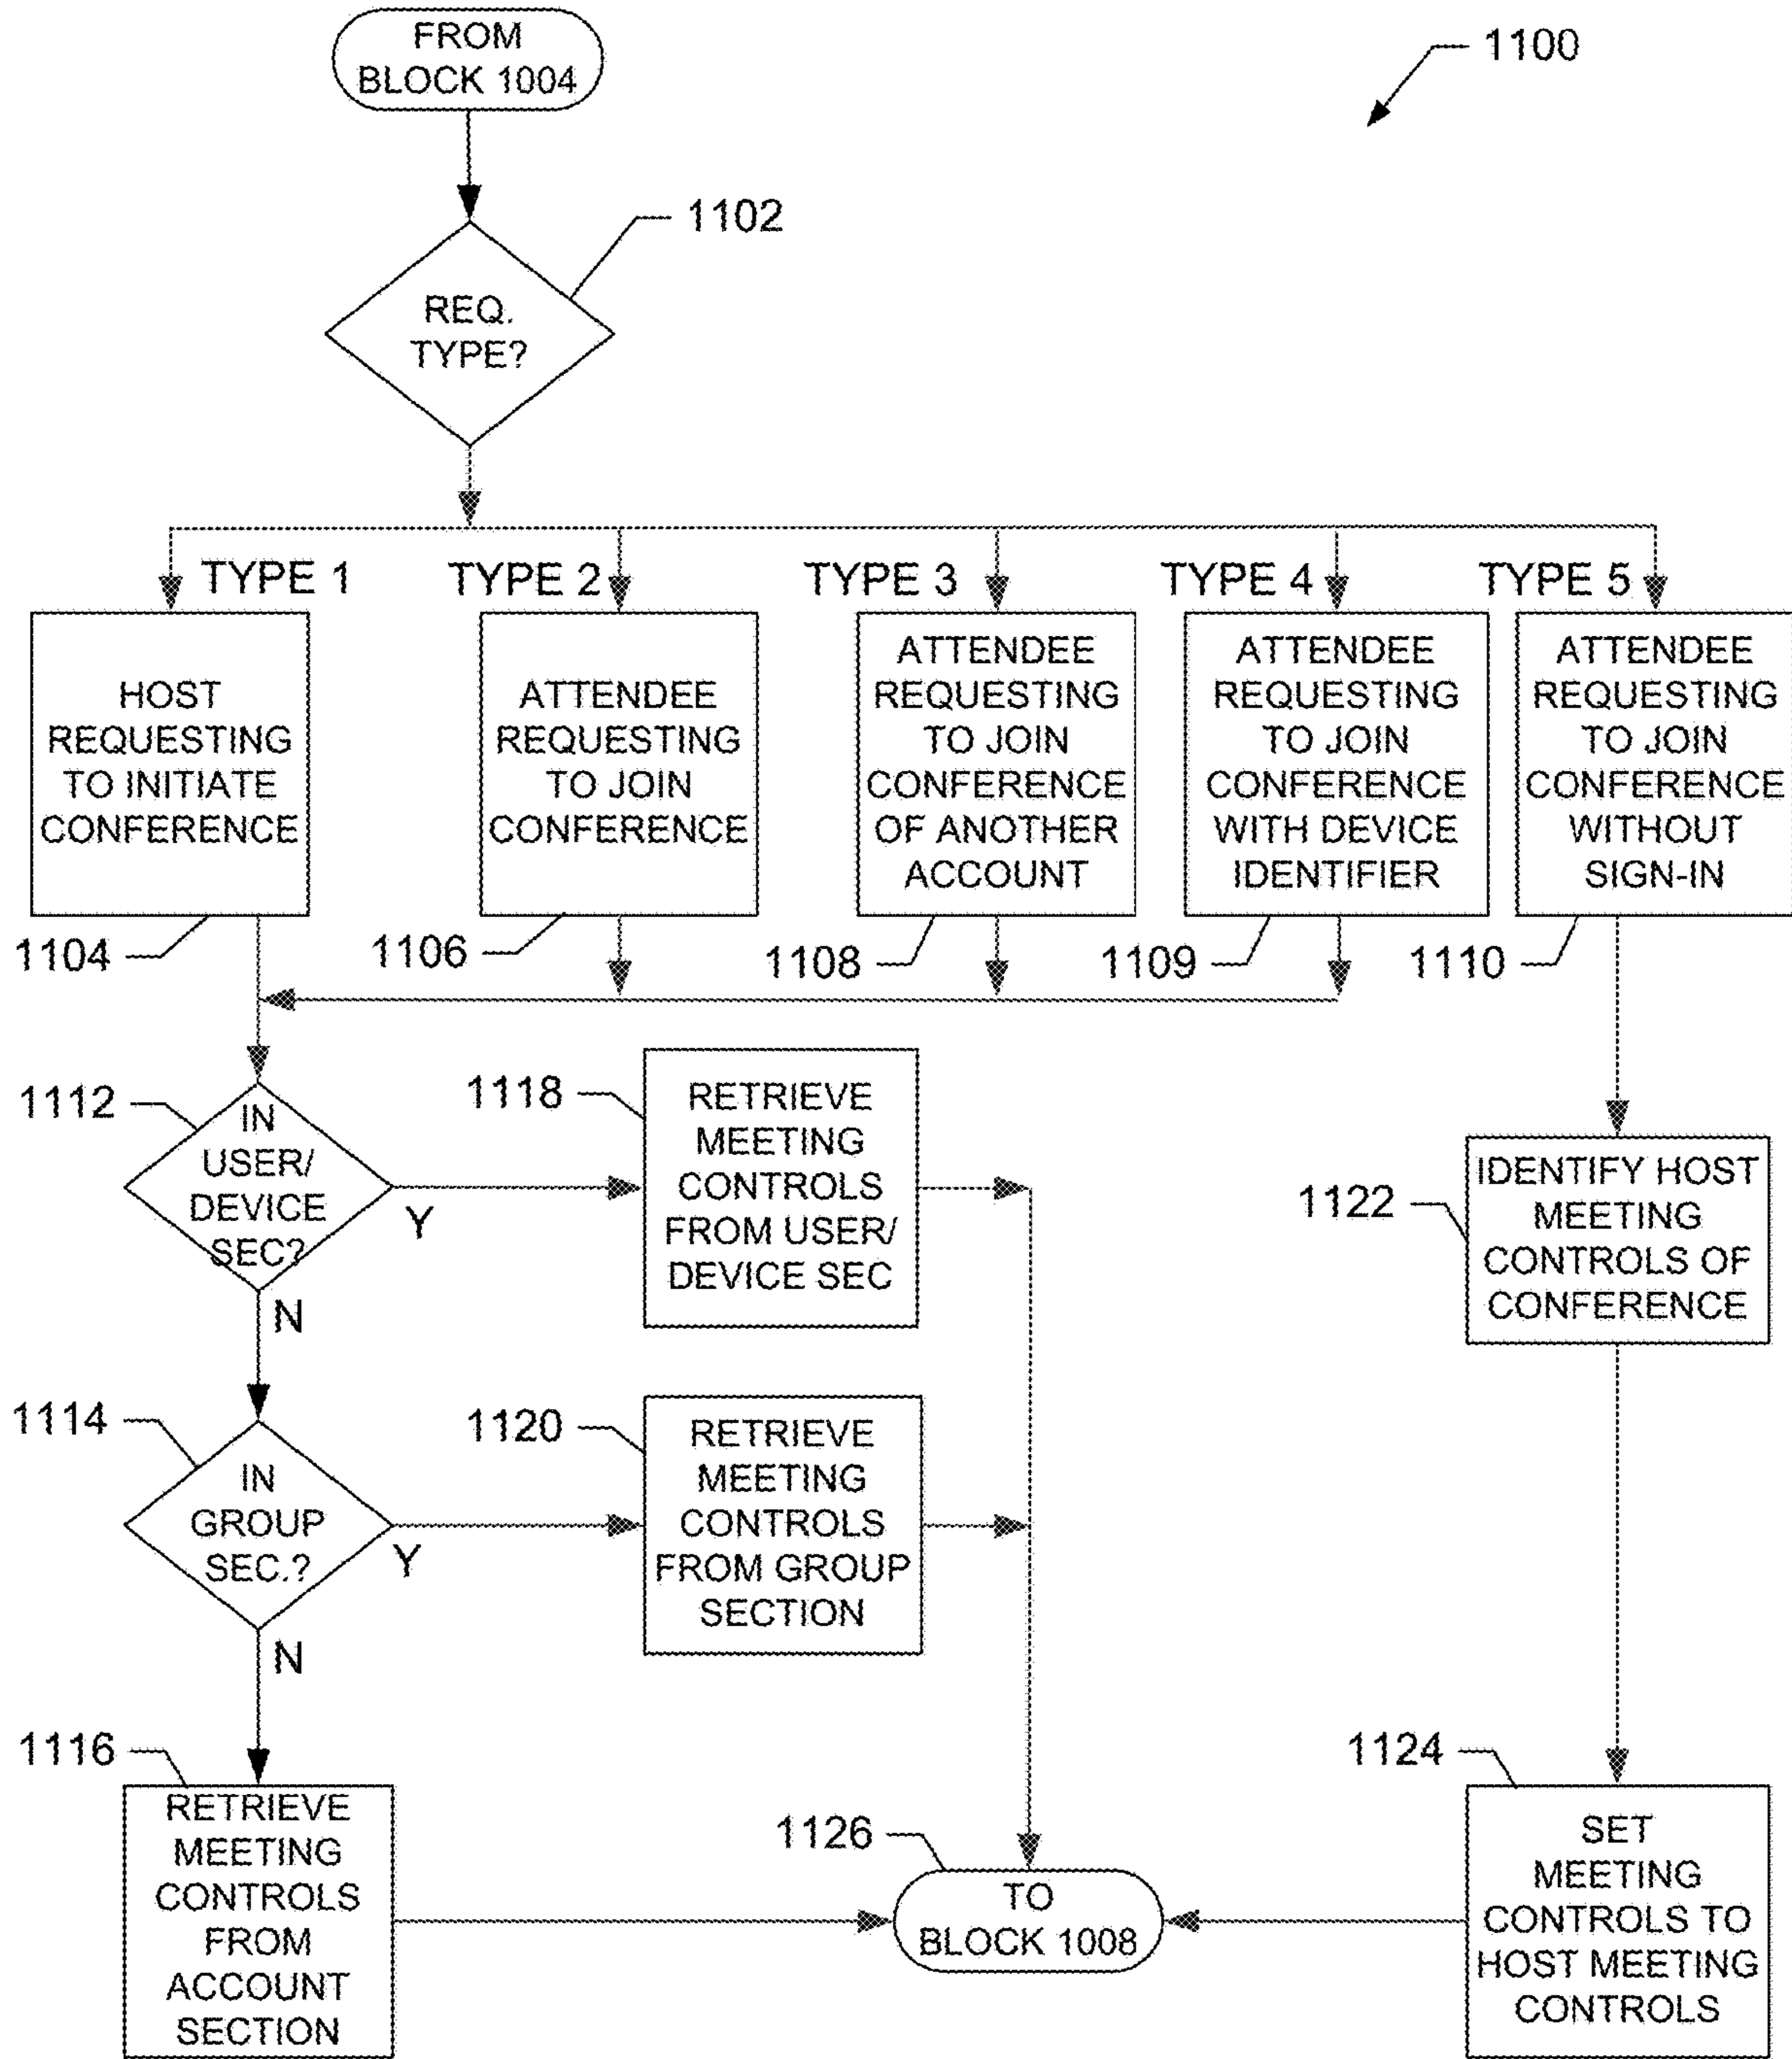 FROM
BLOCK 1004
1100
1102
REQ.
TYPE?
TYPE 1
TYPE 2
TYPE 3
TYPE 4
TYPE 5
HOST
REQUESTING
TO INITIATE
CONFERENCE
ATTENDEE
REQUESTING
TO JOIN
CONFERENCE
ATTENDEE
REQUESTING
TO JOIN
CONFERENCE
OF ANOTHER
ACCOUNT
ATTENDEE
REQUESTING
TO JOIN
CONFERENCE
WITH DEVICE
IDENTIFIER
ATTENDEE
REQUESTING
TO JOIN
CONFERENCE
WITHOUT
SIGN-IN
1104
1106
1108
1109
1110
1112
IN
USER/
DEVICE
SEC?
Y
N
1118
RETRIEVE
MEETING
CONTROLS
FROM USER/
DEVICE SEC
1122
IDENTIFY HOST
MEETING
CONTROLS OF
CONFERENCE
1114
IN
GROUP
SEC.?
Y
N
1120
RETRIEVE
MEETING
CONTROLS
FROM GROUP
SECTION
1116
RETRIEVE
MEETING
CONTROLS
FROM
ACCOUNT
SECTION
1126
TO
BLOCK 1008
1124
SET
MEETING
CONTROLS TO
HOST MEETING
CONTROLS